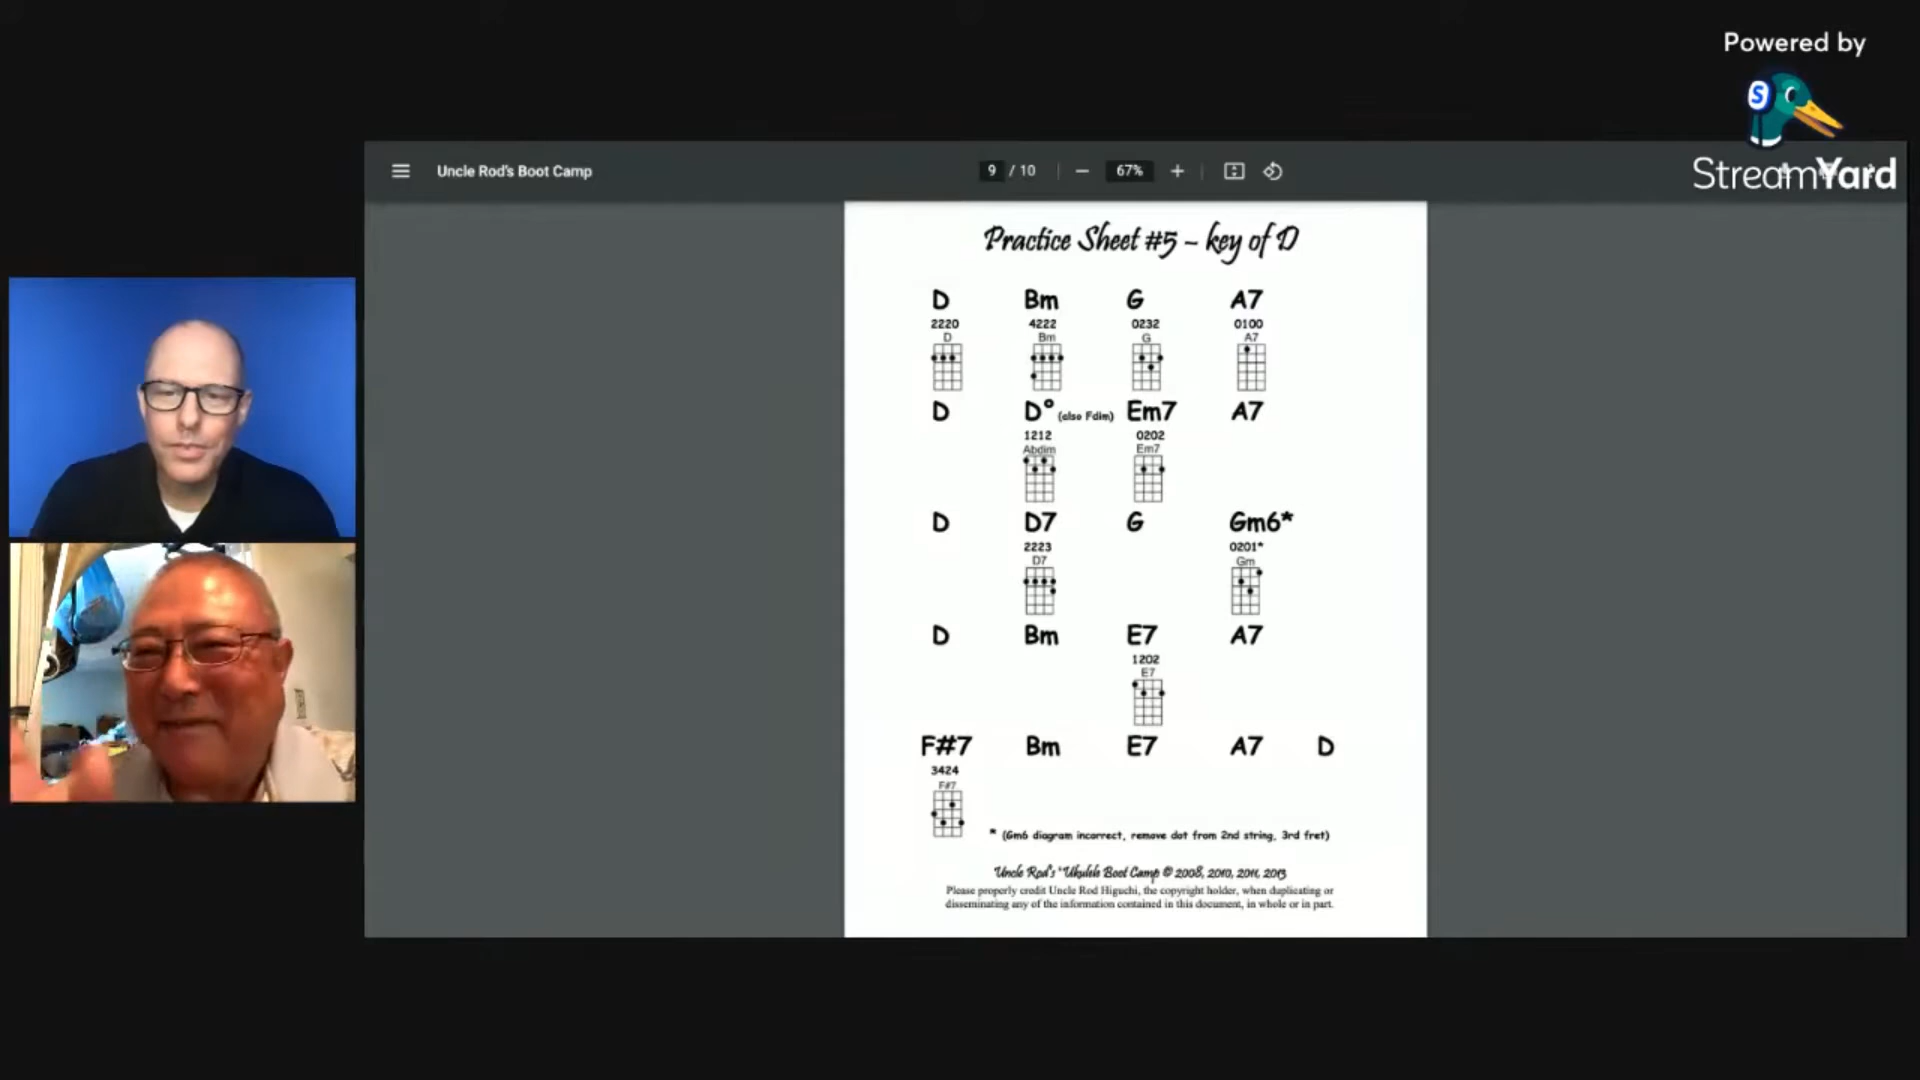 Powered by
StreamYard
Uncle Rod's Boot Camp
9 / 10
67%
Practice Sheet #5 – key of D
D Bm G A7
2220 4222 0232 0100
D Bm G A7
D D° (also Fdim) Em7 A7
1212 0202
Abdim Em7
D D7 G Gm6*
2223 0201*
D7 Gm
D Bm E7 A7
1202
E7
F#7 Bm E7 A7 D
3424
F#7
* (Gm6 diagram incorrect, remove dot from 2nd string, 3rd fret)
Uncle Rod's 'Ukulele Boot Camp © 2008, 2010, 2011, 2013
Please properly credit Uncle Rod Higuchi, the copyright holder, when duplicating or
disseminating any of the information contained in this document, in whole or in part.